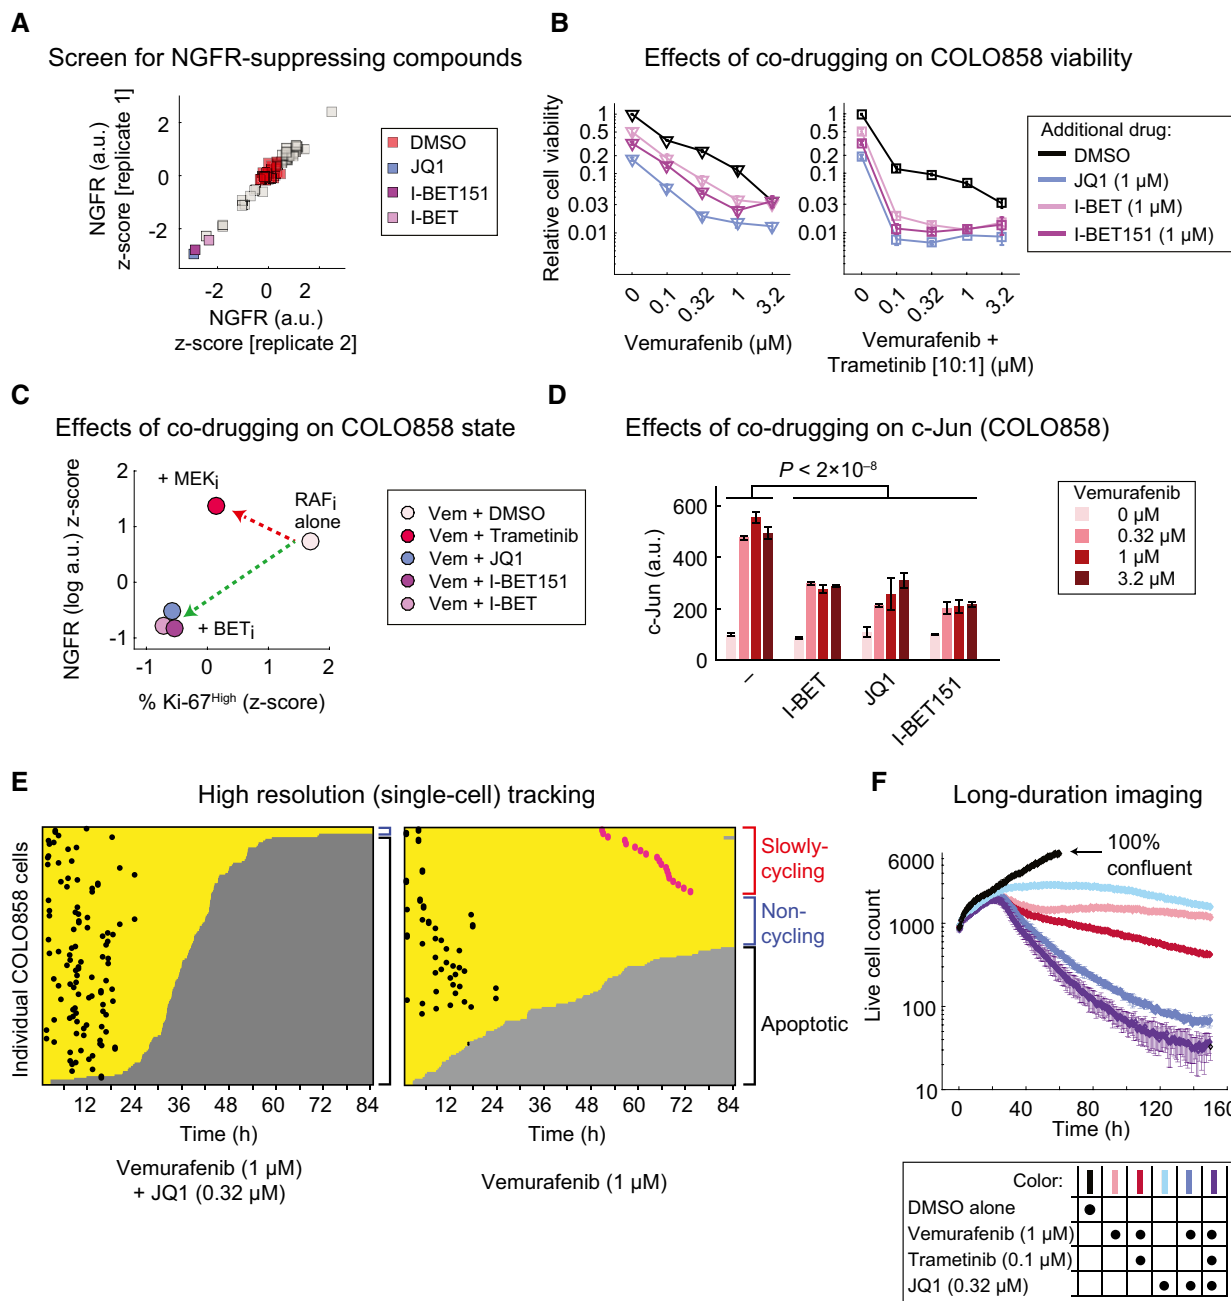 A
Screen for NGFR-suppressing compounds
NGFR (a.u.)
z-score [replicate 1]
2
0
-2
-2
0
2
NGFR (a.u.)
z-score [replicate 2]
DMSO
JQ1
I-BET151
I-BET
B
Effects of co-drugging on COLO858 viability
Relative cell viability
1
0.5
0.2
0.03
0.01
0
0.1
0.32
1
3.2
Vemurafenib (µM)
1
0.5
0.2
0.03
0.01
0
0.1
0.32
1
3.2
Vemurafenib +
Trametinib [10:1] (µM)
Additional drug:
DMSO
JQ1 (1 µM)
I-BET (1 µM)
I-BET151 (1 µM)
C
Effects of co-drugging on COLO858 state
NGFR (log a.u.) z-score
2
1
0
-1
-1
0
1
2
% Ki-67High (z-score)
+ MEKi
RAFi
alone
+ BETi
Vem + DMSO
Vem + Trametinib
Vem + JQ1
Vem + I-BET151
Vem + I-BET
D
Effects of co-drugging on c-Jun (COLO858)
P < 2×10–8
c-Jun (a.u.)
600
400
200
0
–
I-BET
JQ1
I-BET151
Vemurafenib
0 µM
0.32 µM
1 µM
3.2 µM
E
High resolution (single-cell) tracking
Individual COLO858 cells
12 24 36 48 60 72 84
Time (h)
Vemurafenib (1 µM)
+ JQ1 (0.32 µM)
12 24 36 48 60 72 84
Time (h)
Vemurafenib (1 µM)
Slowly-
cycling
Non-
cycling
Apoptotic
F
Long-duration imaging
Live cell count
6000
1000
100
10
100%
confluent
0 40 80 120 160
Time (h)
Color:
DMSO alone
Vemurafenib (1 µM)
Trametinib (0.1 µM)
JQ1 (0.32 µM)